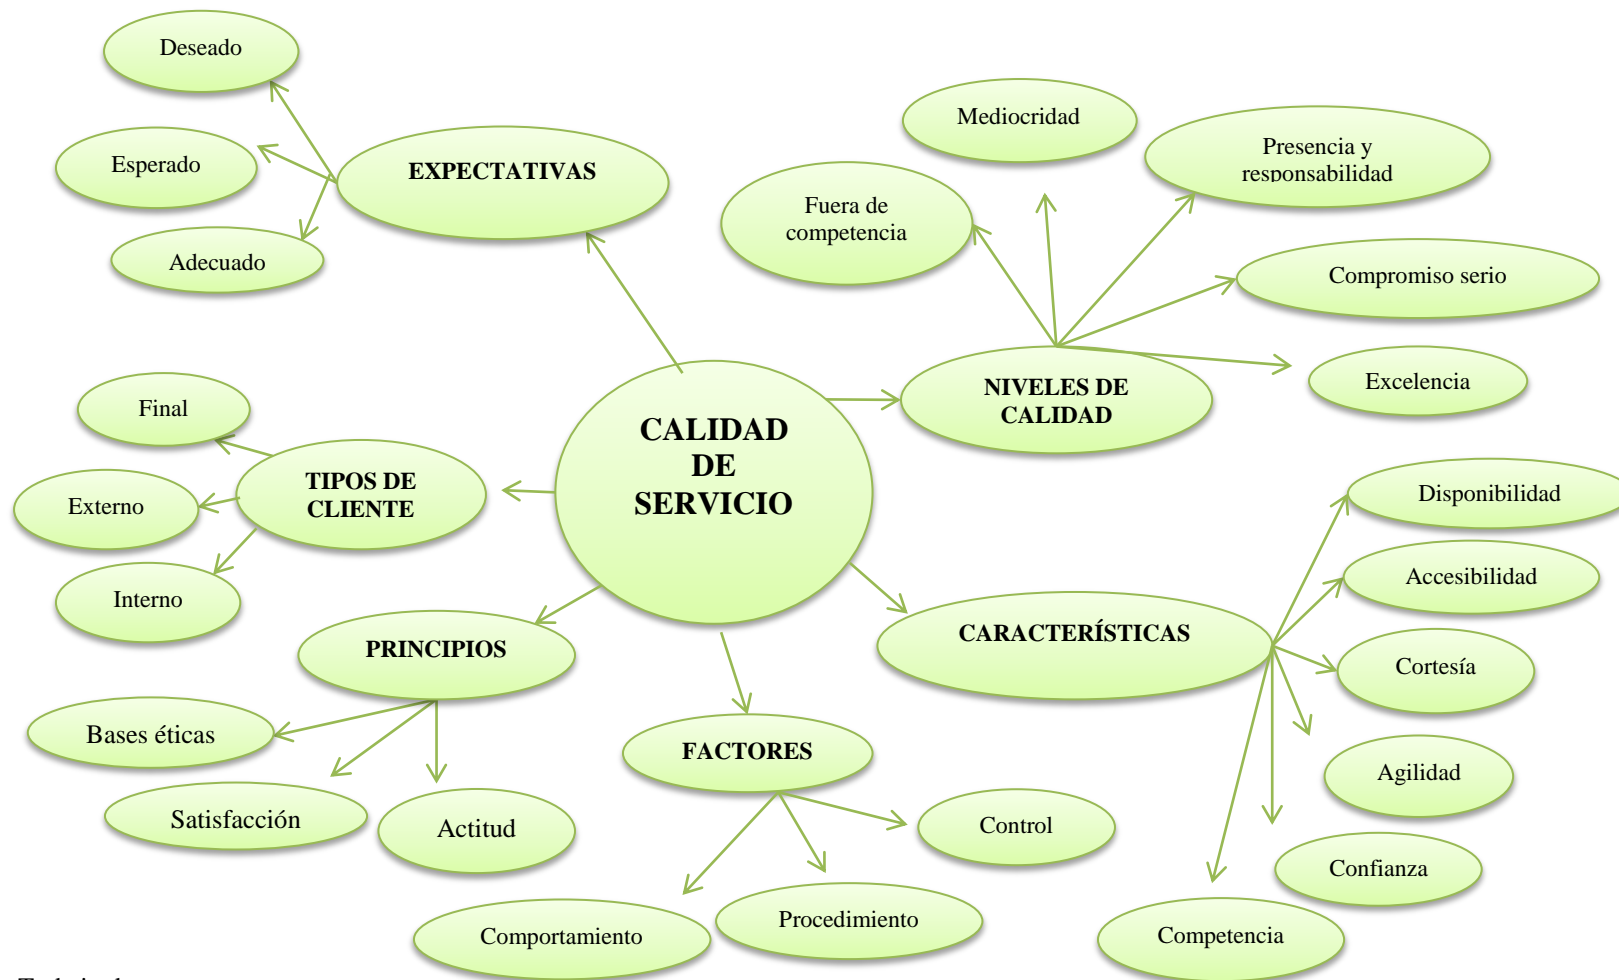 Deseado
Esperado
Adecuado
EXPECTATIVAS
Mediocridad
Presencia y
responsabilidad
Fuera de
competencia
Compromiso serio
Excelencia
NIVELES DE
CALIDAD
CALIDAD
DE
SERVICIO
Final
Externo
Interno
TIPOS DE
CLIENTE
Disponibilidad
Accesibilidad
Cortesía
Agilidad
Confianza
Competencia
CARACTERÍSTICAS
PRINCIPIOS
Bases éticas
Satisfacción
Actitud
FACTORES
Control
Procedimiento
Comportamiento